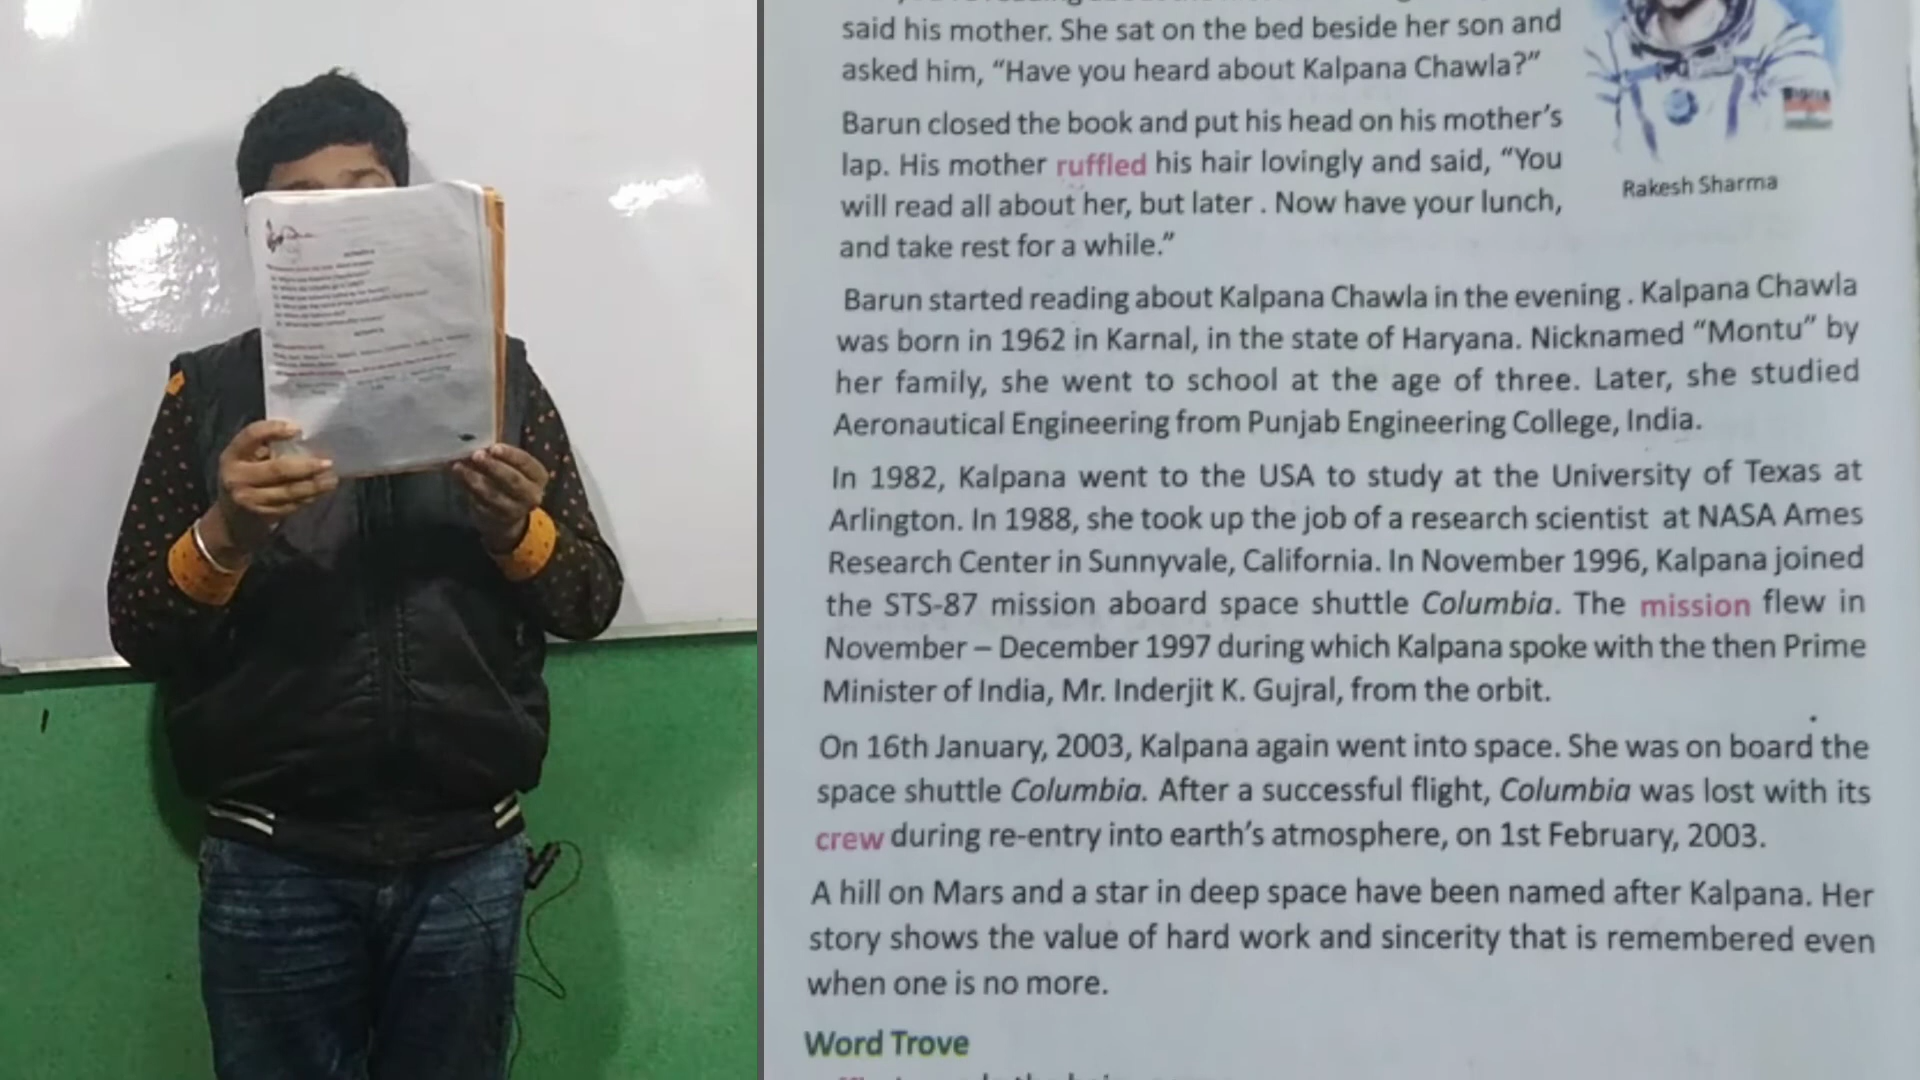 said his mother. She sat on the bed beside her son and
asked him, “Have you heard about Kalpana Chawla?”
Barun closed the book and put his head on his mother’s
lap. His mother ruffled his hair lovingly and said, “You
will read all about her, but later . Now have your lunch,
and take rest for a while.”
Rakesh Sharma
Barun started reading about Kalpana Chawla in the evening . Kalpana Chawla
was born in 1962 in Karnal, in the state of Haryana. Nicknamed “Montu” by
her family, she went to school at the age of three. Later, she studied
Aeronautical Engineering from Punjab Engineering College, India.
In 1982, Kalpana went to the USA to study at the University of Texas at
Arlington. In 1988, she took up the job of a research scientist at NASA Ames
Research Center in Sunnyvale, California. In November 1996, Kalpana joined
the STS-87 mission aboard space shuttle Columbia. The mission flew in
November – December 1997 during which Kalpana spoke with the then Prime
Minister of India, Mr. Inderjit K. Gujral, from the orbit.
On 16th January, 2003, Kalpana again went into space. She was on board the
space shuttle Columbia. After a successful flight, Columbia was lost with its
crew during re-entry into earth’s atmosphere, on 1st February, 2003.
A hill on Mars and a star in deep space have been named after Kalpana. Her
story shows the value of hard work and sincerity that is remembered even
when one is no more.
Word Trove